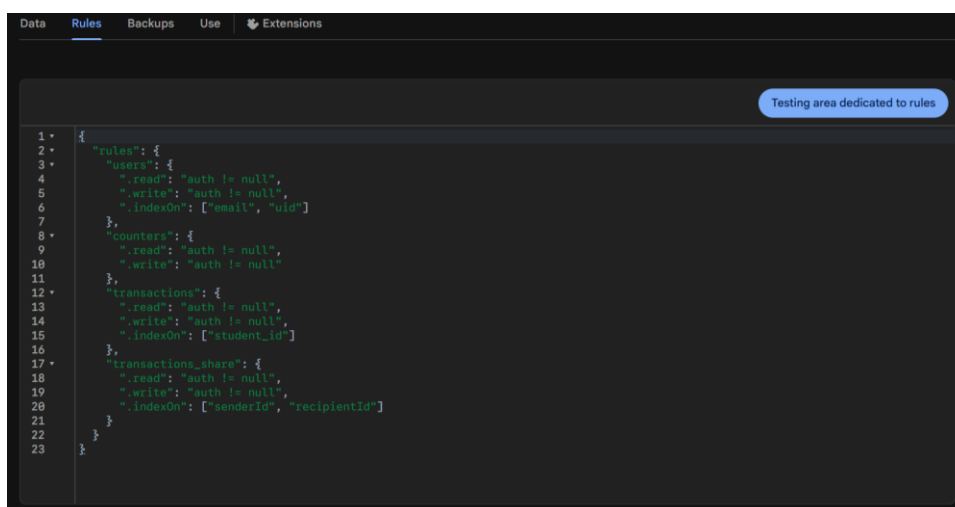 Data Rules Backups Use Extensions
Testing area dedicated to rules
1 {
2 "rules": {
3 "users": {
4 ".read": "auth != null",
5 ".write": "auth != null",
6 ".indexOn": ["email", "uid"]
7 },
8 "counters": {
9 ".read": "auth != null",
10 ".write": "auth != null"
11 },
12 "transactions": {
13 ".read": "auth != null",
14 ".write": "auth != null",
15 ".indexOn": ["student_id"]
16 },
17 "transactions_share": {
18 ".read": "auth != null",
19 ".write": "auth != null",
20 ".indexOn": ["senderId", "recipientId"]
21 }
22 }
23 }